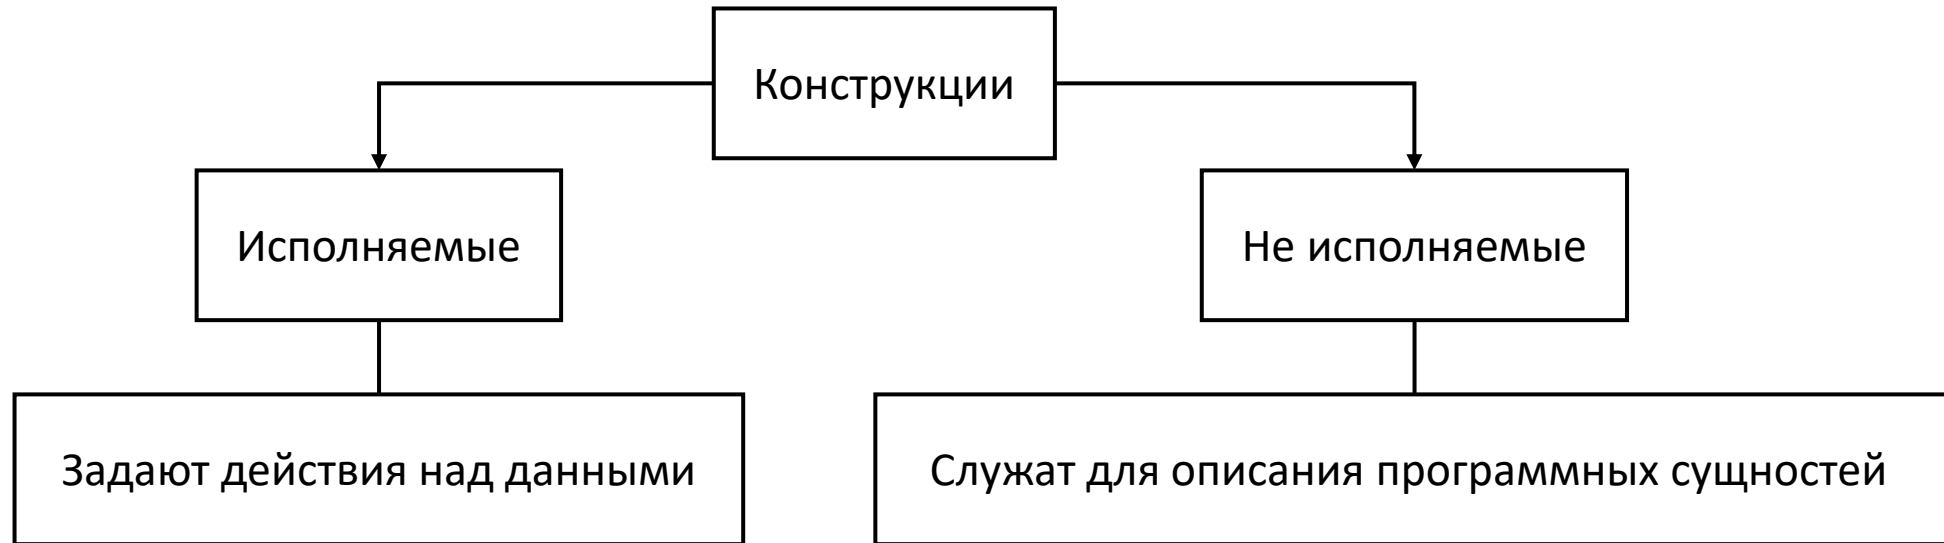 Конструкции
Исполняемые
Не исполняемые
Задают действия над данными
Служат для описания программных сущностей